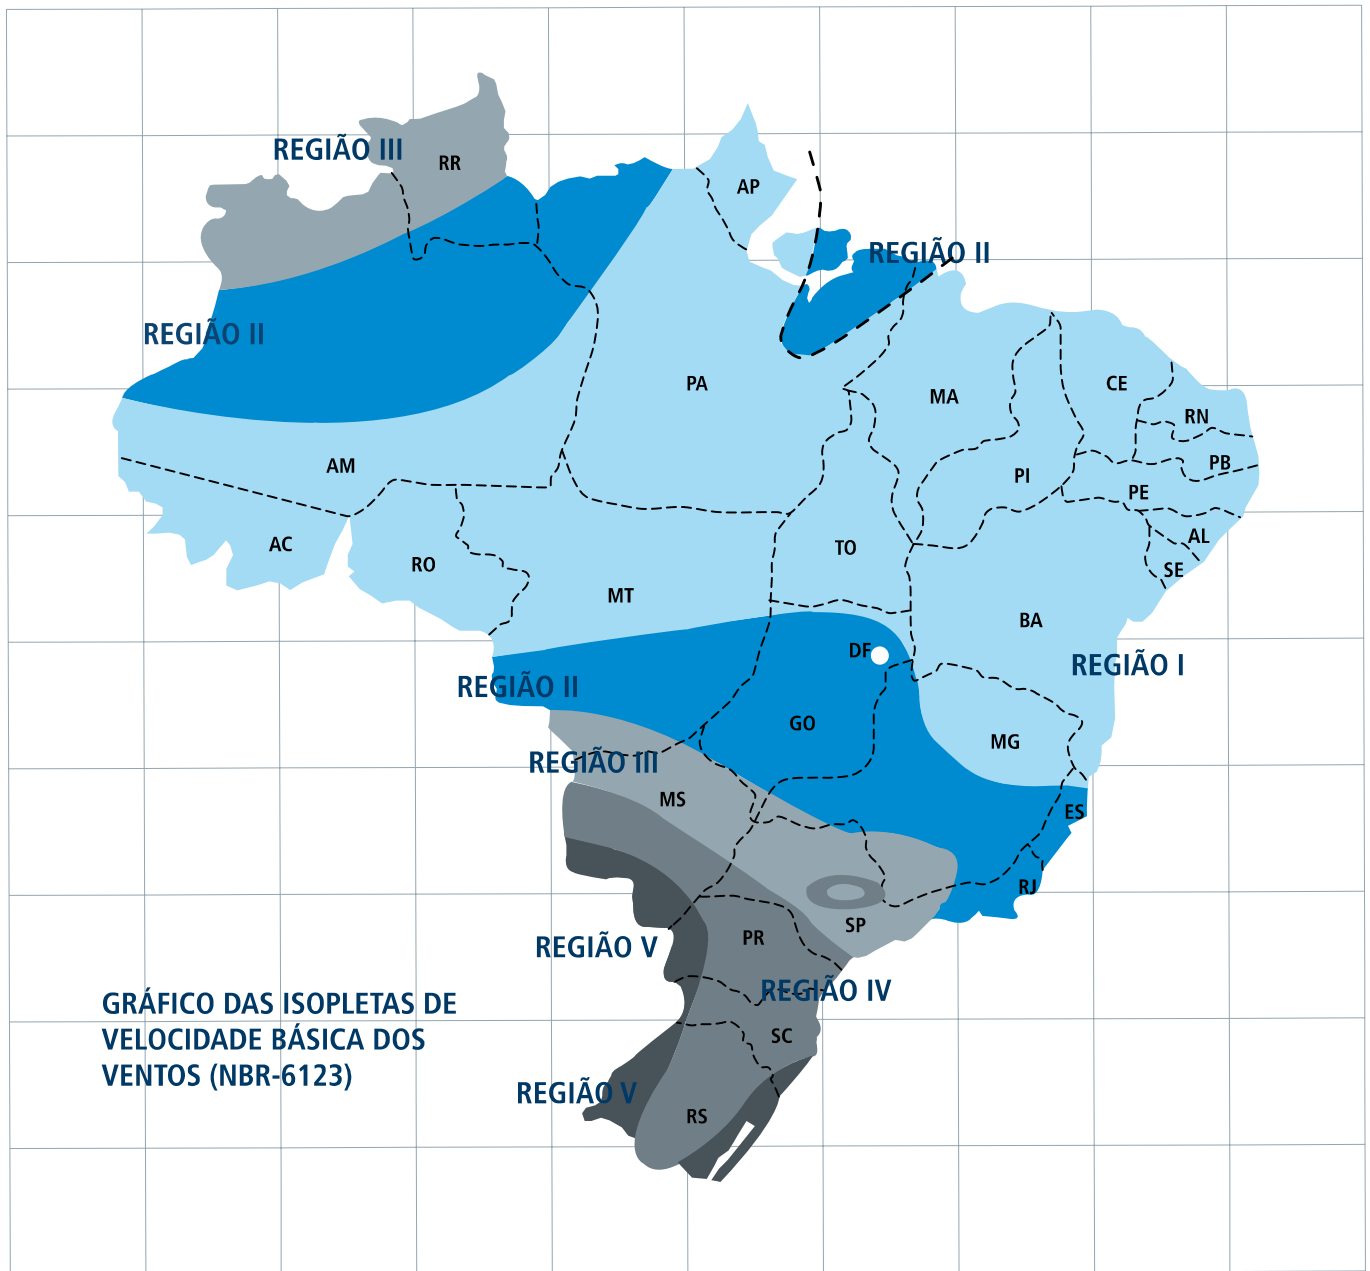 REGIÃO III
RR
AP
REGIÃO II
REGIÃO II
PA
MA
CE
RN
AM
PI
PB
PE
AC
RO
TO
AL
SE
MT
BA
DF
REGIÃO I
REGIÃO II
GO
MG
REGIÃO III
MS
ES
RJ
SP
PR
REGIÃO V
REGIÃO IV
GRÁFICO DAS ISOPLETAS DE
VELOCIDADE BÁSICA DOS
VENTOS (NBR-6123)
SC
REGIÃO V
RS